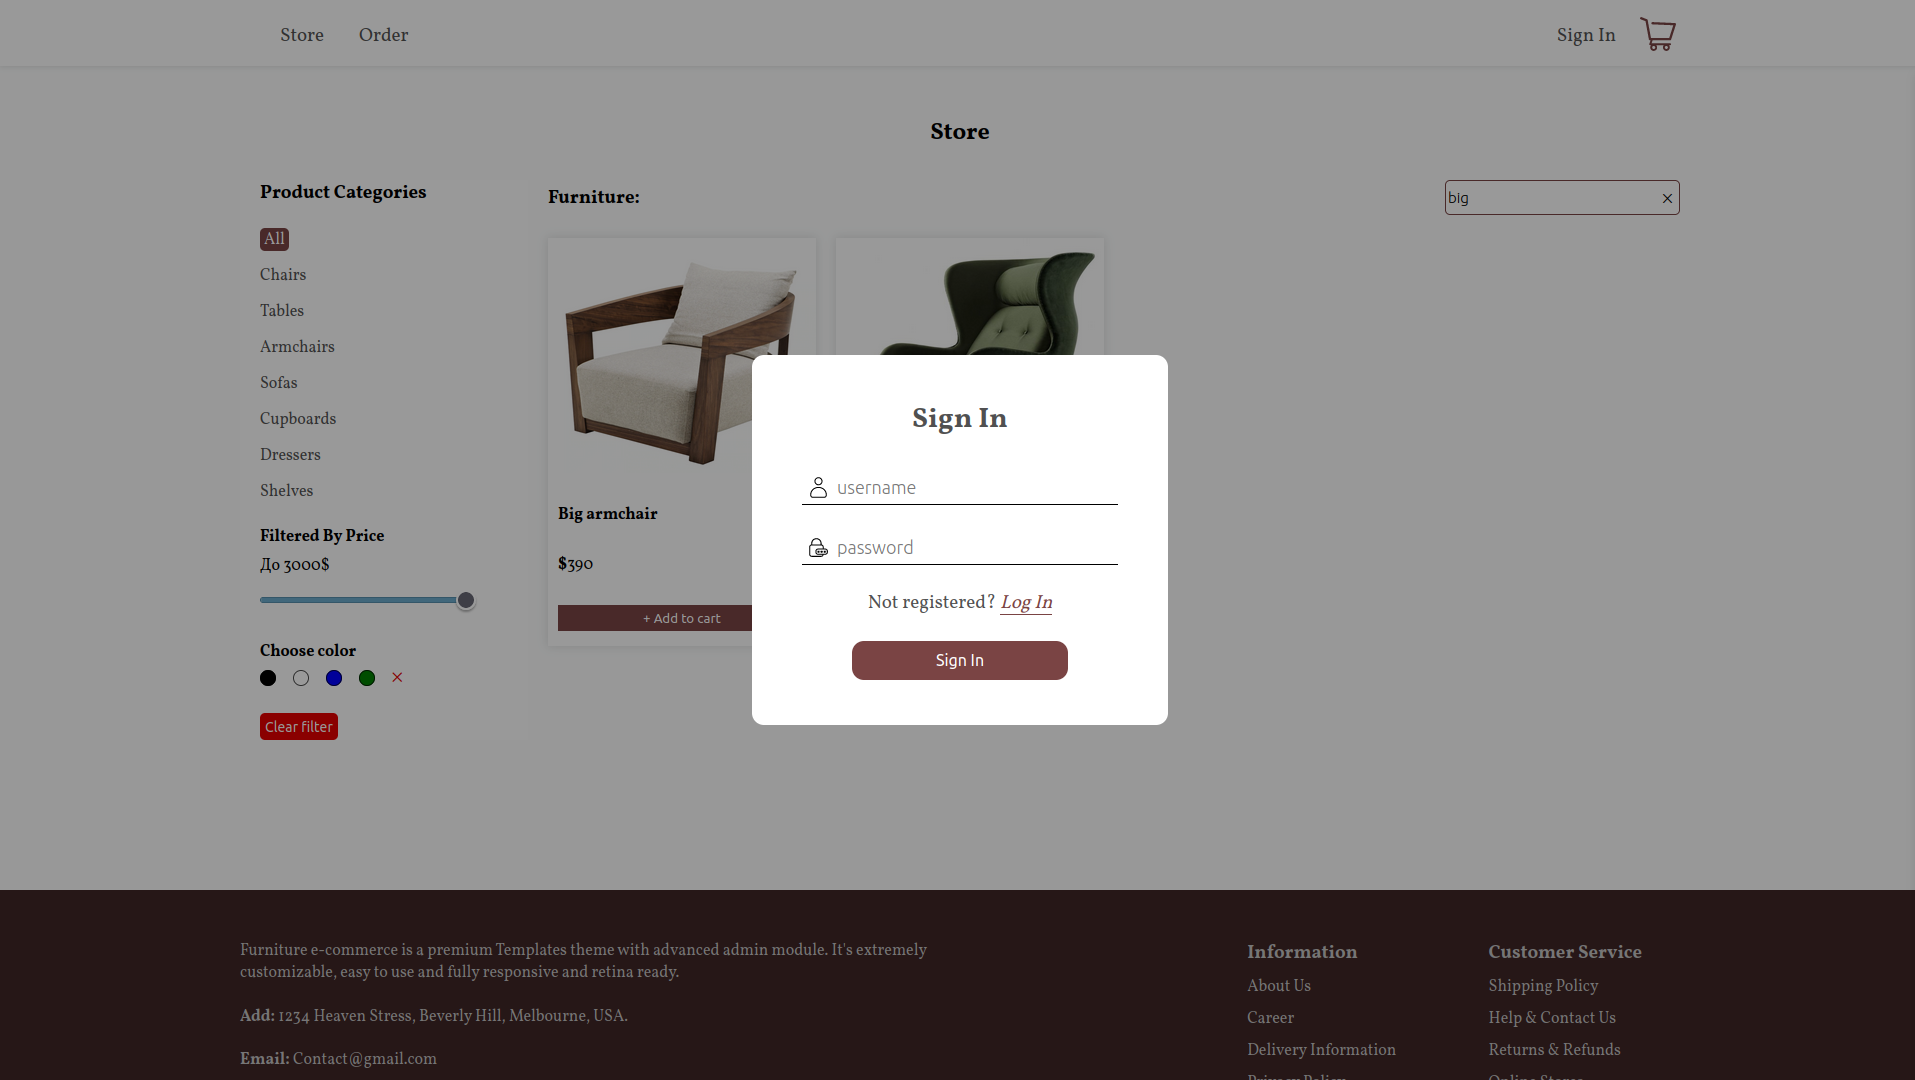 Store
Order
Sign In
Store
Product Categories
All
Chairs
Tables
Armchairs
Sofas
Cupboards
Dressers
Shelves
Filtered By Price
До 3000$
Choose color
Clear filter
Furniture:
big
Big armchair
$390
+ Add to cart
Sign In
username
password
Not registered? Log In
Sign In
Furniture e-commerce is a premium Templates theme with advanced admin module. It's extremely
customizable, easy to use and fully responsive and retina ready.
Add: 1234 Heaven Stress, Beverly Hill, Melbourne, USA.
Email: Contact@gmail.com
Information
About Us
Career
Delivery Information
Privacy Policy
Customer Service
Shipping Policy
Help & Contact Us
Returns & Refunds
Online Stores